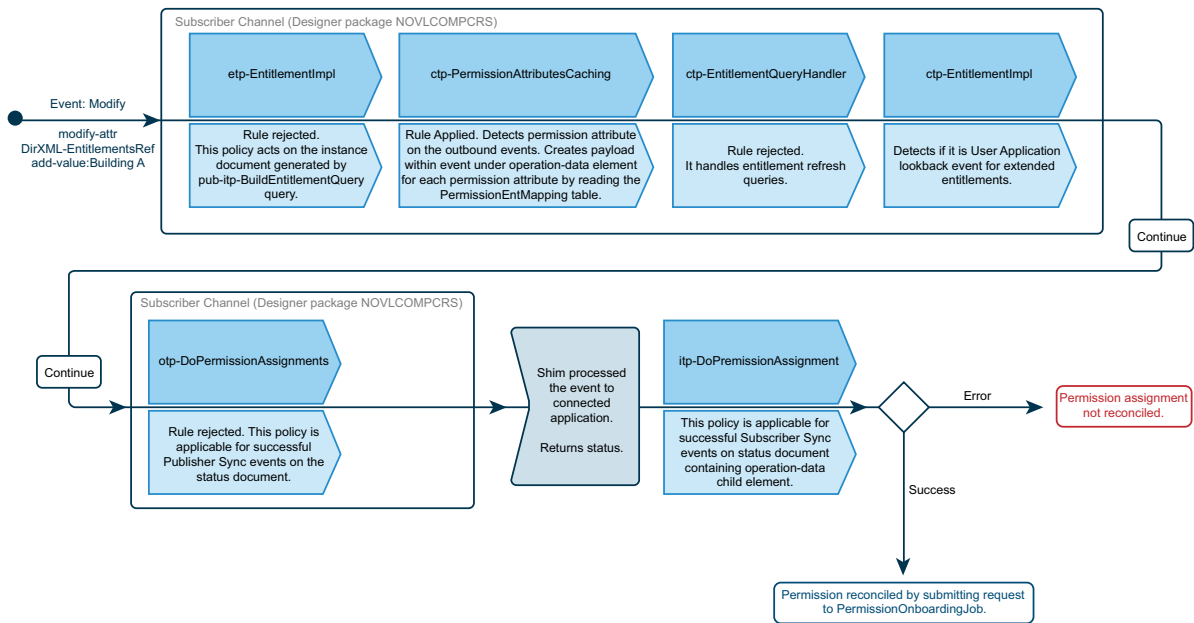 Subscriber Channel (Designer package NOVLCOMPCRS)
etp-EntitlementImpl
ctp-PermissionAttributesCaching
ctp-EntitlementQueryHandler
ctp-EntitlementImpl
Event: Modify
modify-attr
DirXML-EntitlementsRef
add-value:Building A
Rule rejected.
This policy acts on the instance
document generated by
pub-itp-BuildEntitlementQuery
query.
Rule Applied. Detects permission attribute
on the outbound events. Creates payload
within event under operation-data element
for each permission attribute by reading the
PermissionEntMapping table.
Rule rejected.
It handles entitlement refresh
queries.
Detects if it is User Application
lookback event for extended
entitlements.
Continue
Subscriber Channel (Designer package NOVLCOMPCRS)
Continue
otp-DoPermissionAssignments
Rule rejected. This policy is
applicable for successful
Publisher Sync events on the
status document.
Shim processed
the event to
connected
application.
Returns status.
itp-DoPremissionAssignment
This policy is applicable for
successful Subscriber Sync
events on status document
containing operation-data
child element.
Error
Permission assignment
not reconciled.
Success
Permission reconciled by submitting request
to PermissionOnboardingJob.